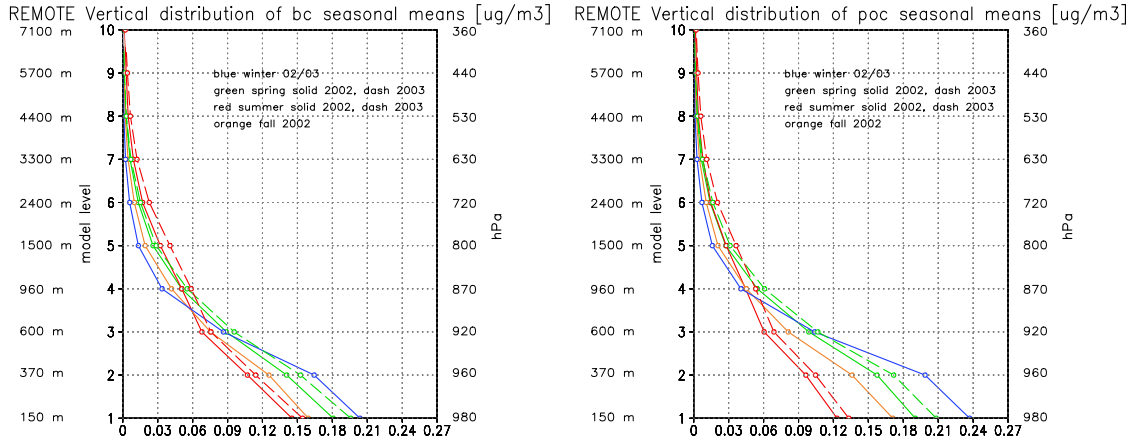 REMOTE Vertical distribution of bc seasonal means [ug/m3]
7100 m 10 360
5700 m 9 440
blue winter 02/03
green spring solid 2002, dash 2003
red summer solid 2002, dash 2003
orange fall 2002
4400 m 8 530
3300 m 7 630
2400 m 6 720
model level
hPa
1500 m 5 800
960 m 4 870
600 m 3 920
370 m 2 960
150 m 1 980
0 0.03 0.06 0.09 0.12 0.15 0.18 0.21 0.24 0.27
REMOTE Vertical distribution of poc seasonal means [ug/m3]
7100 m 10 360
5700 m 9 440
blue winter 02/03
green spring solid 2002, dash 2003
red summer solid 2002, dash 2003
orange fall 2002
4400 m 8 530
3300 m 7 630
2400 m 6 720
model level
hPa
1500 m 5 800
960 m 4 870
600 m 3 920
370 m 2 960
150 m 1 980
0 0.03 0.06 0.09 0.12 0.15 0.18 0.21 0.24 0.27